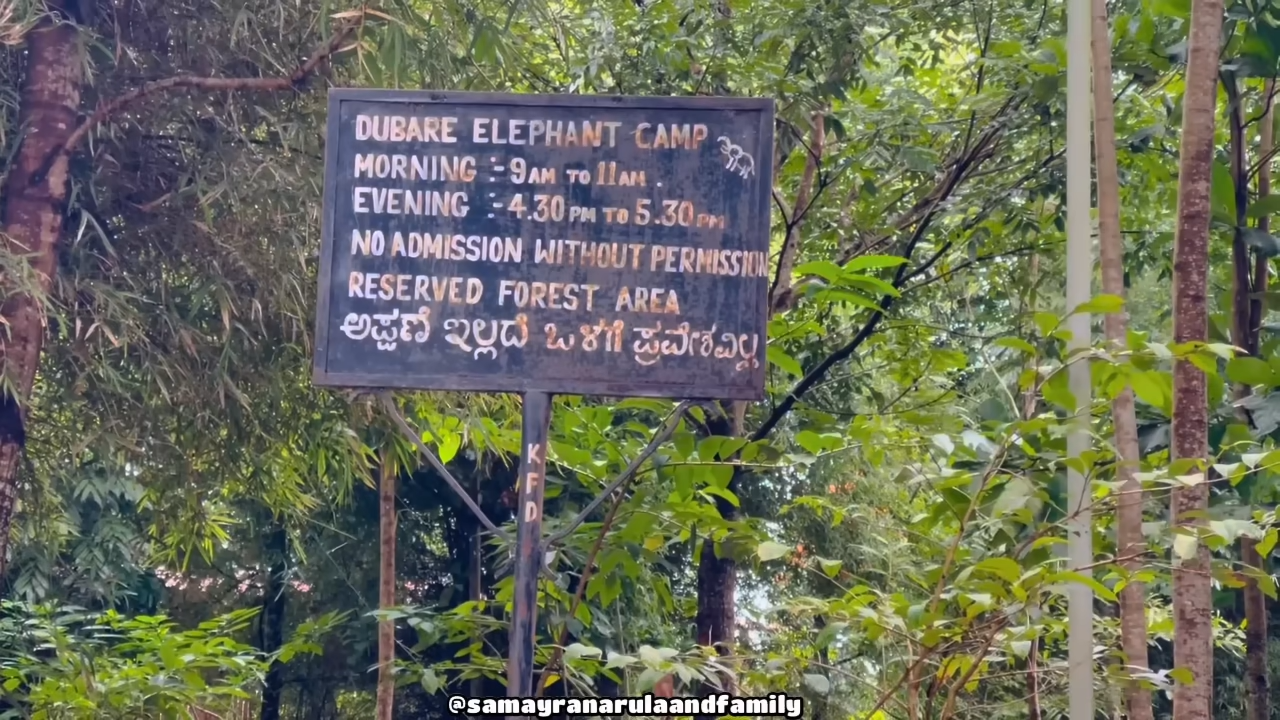 DUBARE ELEPHANT CAMP
MORNING :- 9AM TO 11AM.
EVENING :- 4.30PM TO 5.30PM
NO ADMISSION WITHOUT PERMISSION
RESERVED FOREST AREA
ಅಪ್ಪಣೆ ಇಲ್ಲದೆ ಒಳಗೆ ಪ್ರವೇಶವಿಲ್ಲ
KFD
@samayranarulaandfamily